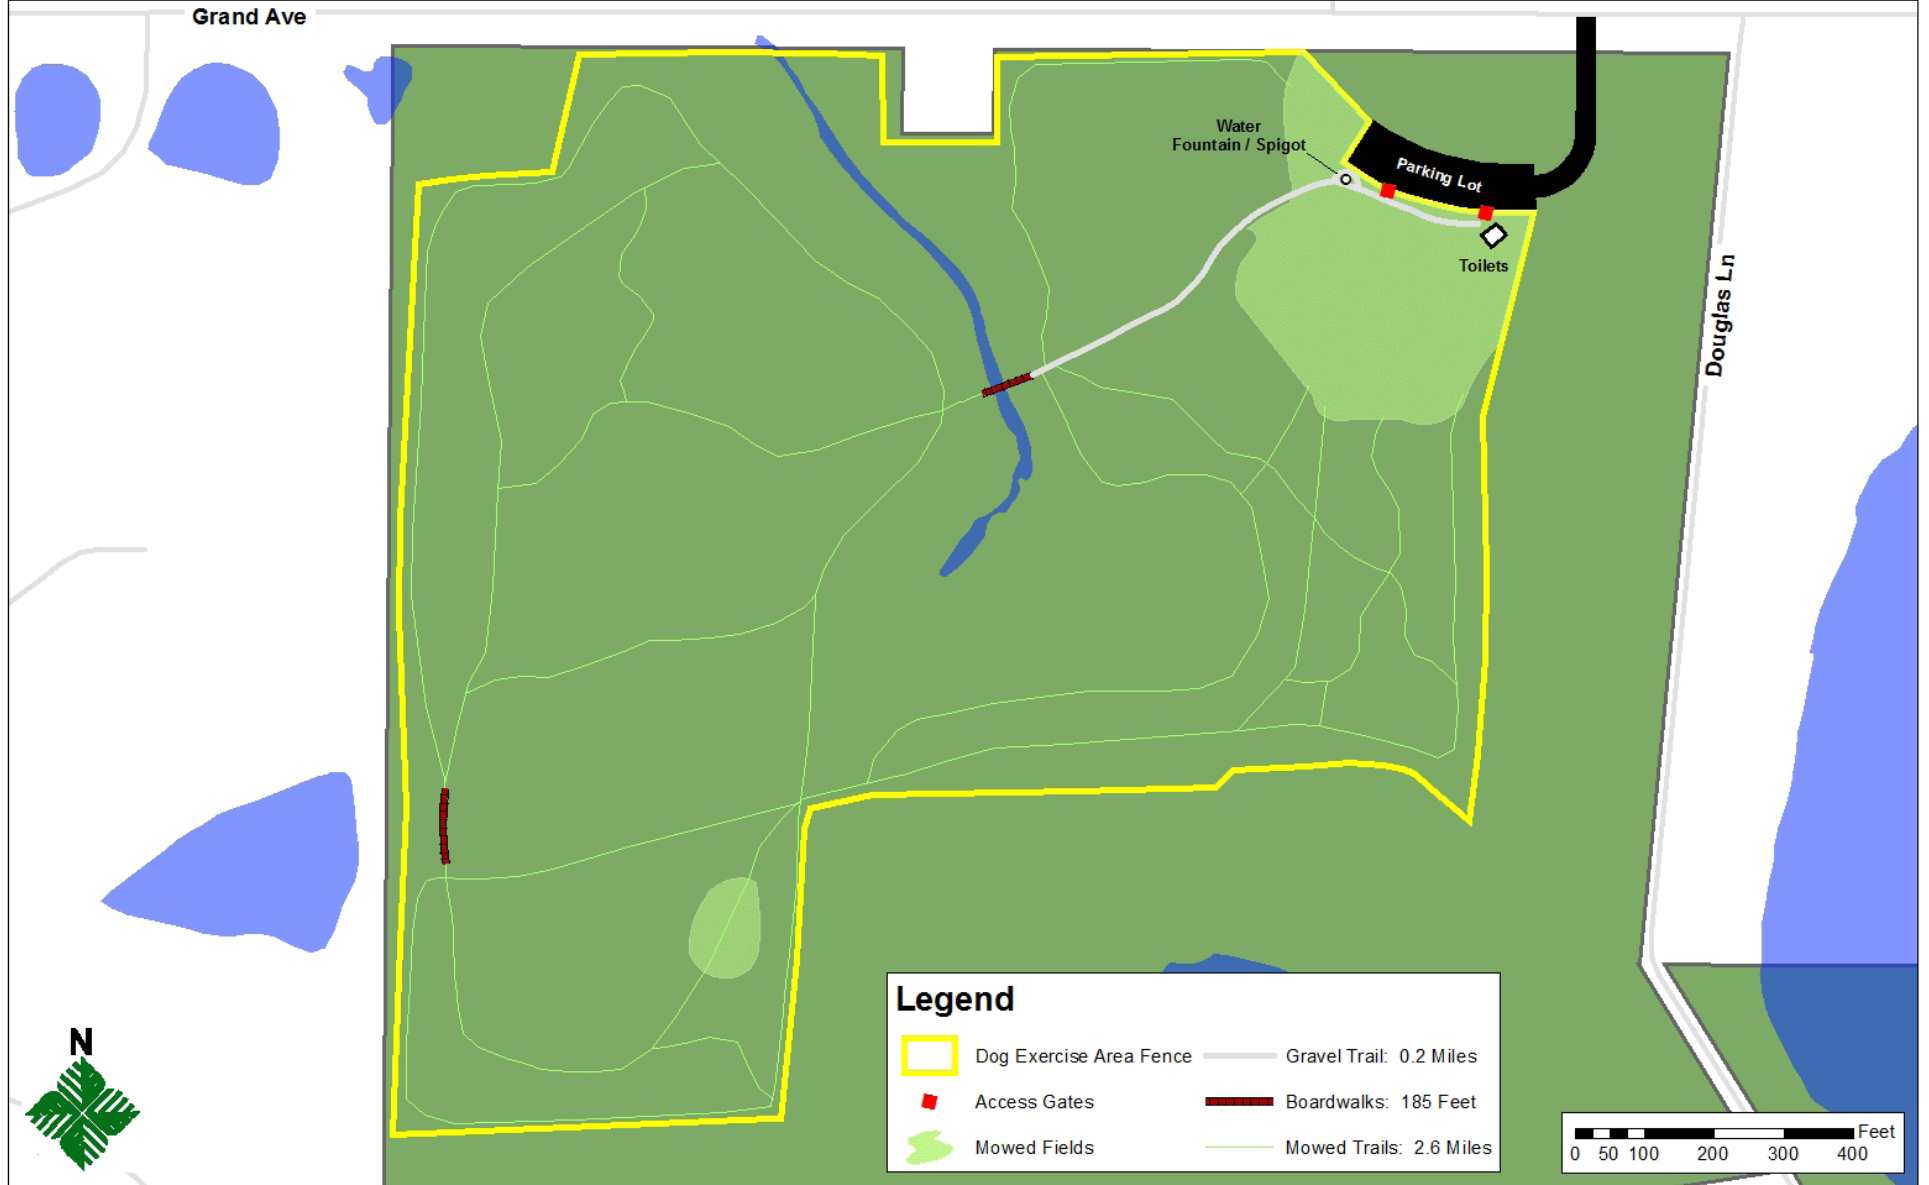 Grand Ave
Water
Fountain / Spigot
Parking Lot
Toilets
Douglas Ln
N
Legend
Dog Exercise Area Fence
Gravel Trail: 0.2 Miles
Access Gates
Boardwalks: 185 Feet
Mowed Fields
Mowed Trails: 2.6 Miles
Feet
0 50 100 200 300 400